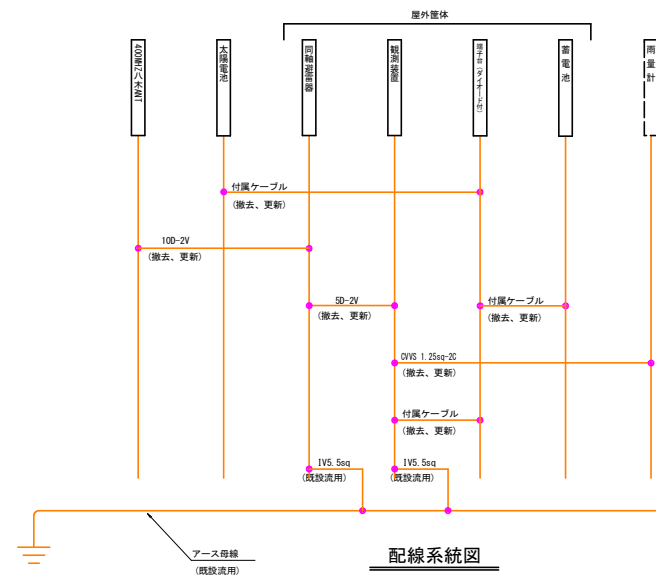 屋外筐体
400MHZ八木ANT
太陽電池
同軸避雷器
観測装置
端子台（ダイオード付）
蓄電池
雨量計
付属ケーブル
(撤去、更新)
10D-2V
(撤去、更新)
5D-2V
(撤去、更新)
付属ケーブル
(撤去、更新)
CVVS 1.25sq-2C
(撤去、更新)
付属ケーブル
(撤去、更新)
IV5.5sq
(既設流用)
IV5.5sq
(既設流用)
アース母線
(既設流用)
配線系統図